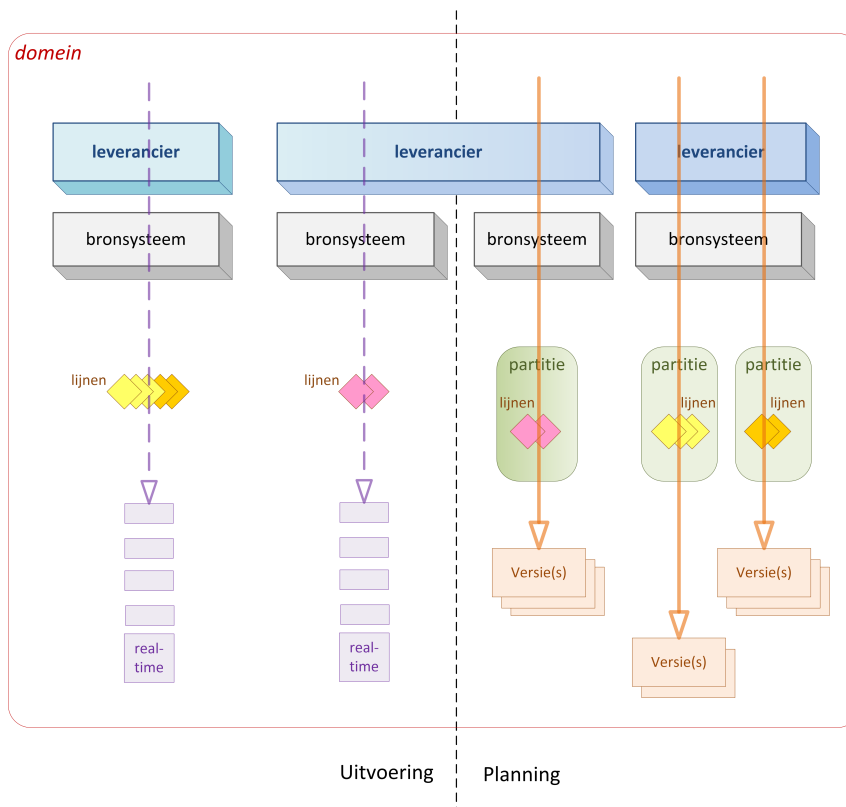 domein
leverancier
leverancier
leverancier
bronsysteem
bronsysteem
bronsysteem
bronsysteem
partitie
partitie
partitie
lijnen
lijnen
lijnen
lijnen
lijnen
Versie(s)
Versie(s)
Versie(s)
real-
time
real-
time
Uitvoering
Planning